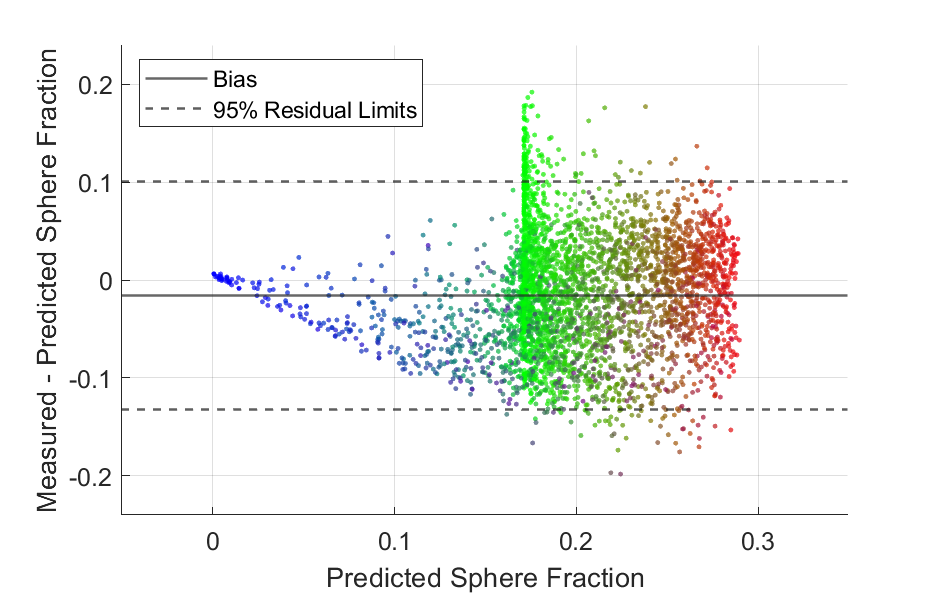 Bias
95% Residual Limits
Measured - Predicted Sphere Fraction
0.2
0.1
0
-0.1
-0.2
0
0.1
0.2
0.3
Predicted Sphere Fraction